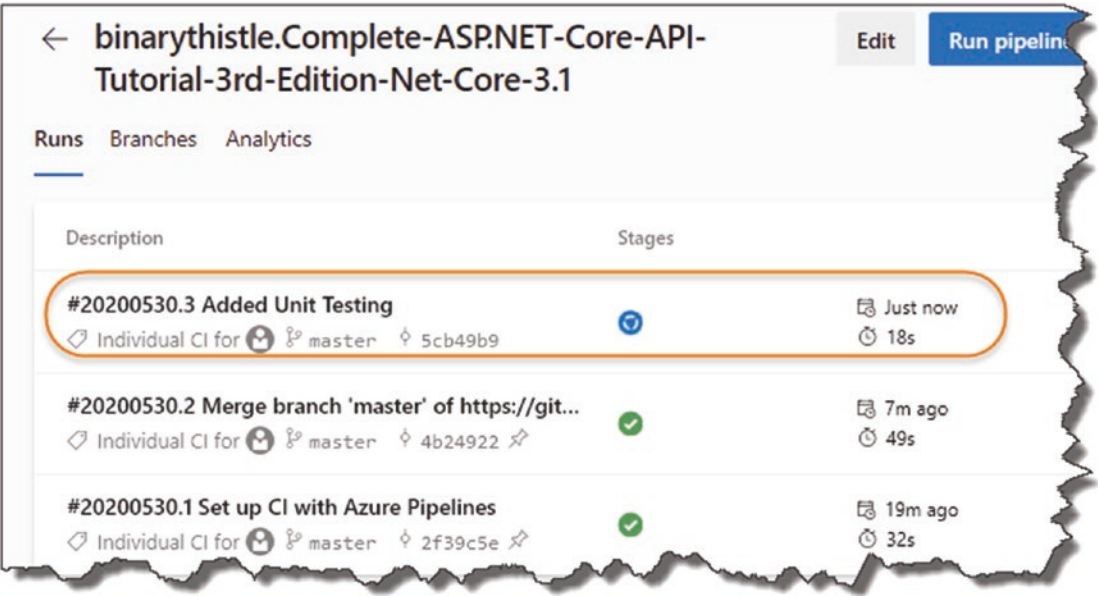 ← binarythistle.Complete-ASP.NET-Core-API-
Tutorial-3rd-Edition-Net-Core-3.1
Edit
Run pipelin
Runs Branches Analytics
Description Stages
#20200530.3 Added Unit Testing
Individual CI for master 5cb49b9
Just now
18s
#20200530.2 Merge branch 'master' of https://git...
Individual CI for master 4b24922
7m ago
49s
#20200530.1 Set up CI with Azure Pipelines
Individual CI for master 2f39c5e
19m ago
32s